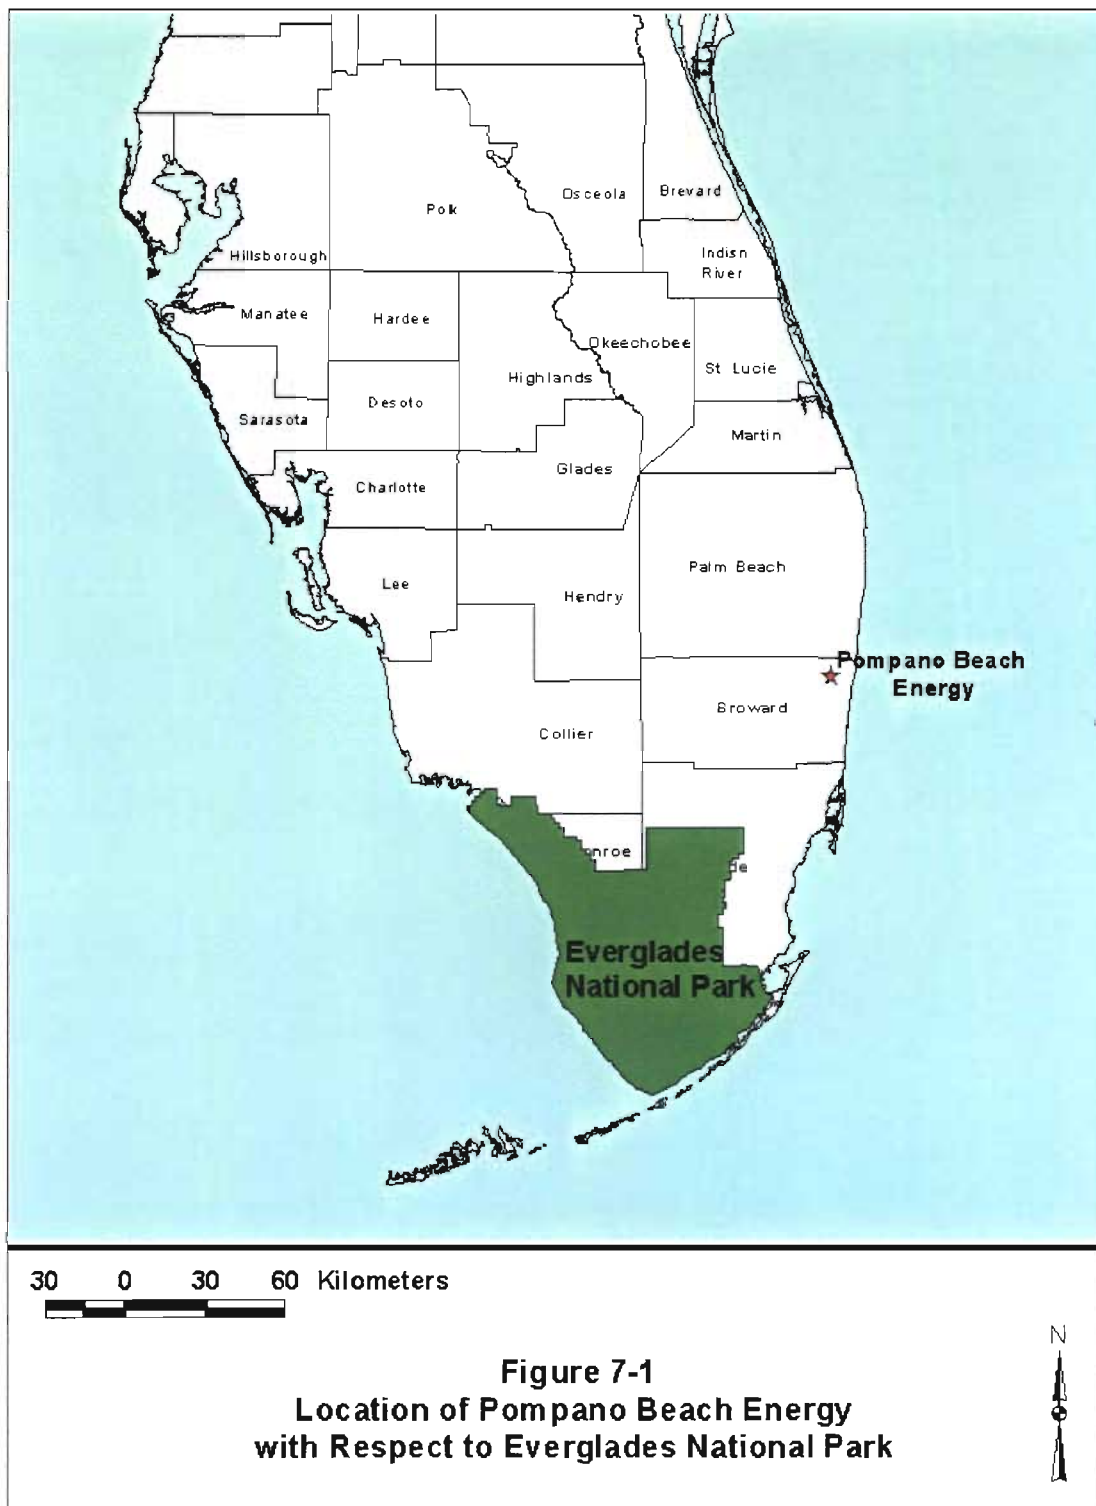 Osceola
Brevard
Polk
Indisn
River
Hillsborough
Manatee
Hardee
Okeechobee
St Lucie
Highlands
Desoto
Sarasota
Martin
Glades
Charlotte
Palm Beach
Lee
Hendry
Pompano Beach
Energy
Broward
Collier
onroe
de
Everglades
National Park
30 0 30 60 Kilometers
N
Figure 7-1
Location of Pompano Beach Energy
with Respect to Everglades National Park